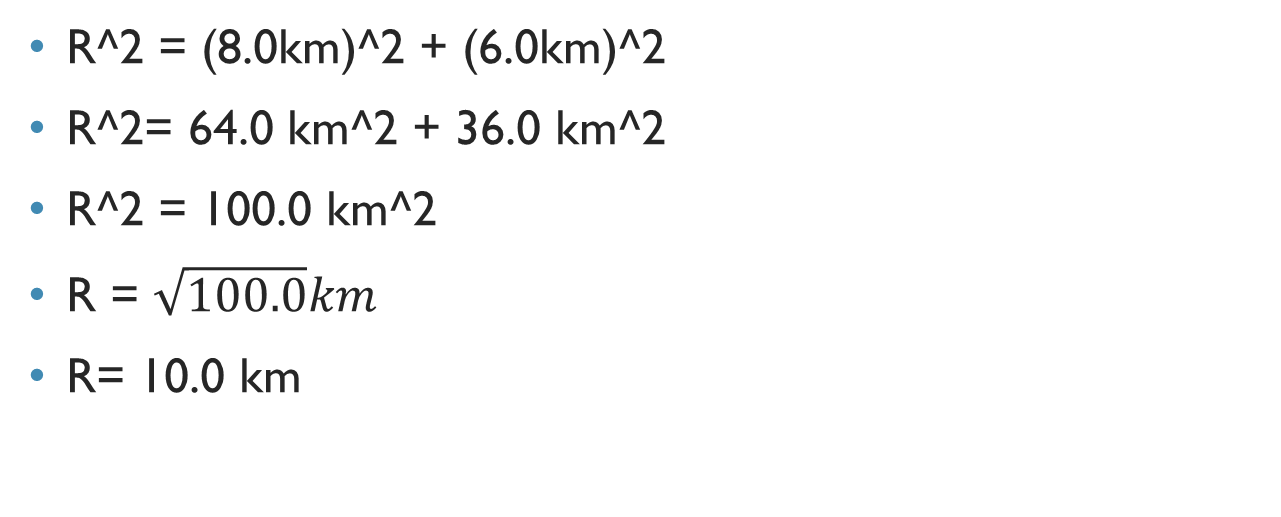 • R^2 = (8.0km)^2 + (6.0km)^2
• R^2= 64.0 km^2 + 36.0 km^2
• R^2 = 100.0 km^2
• R = √100.0km
• R= 10.0 km